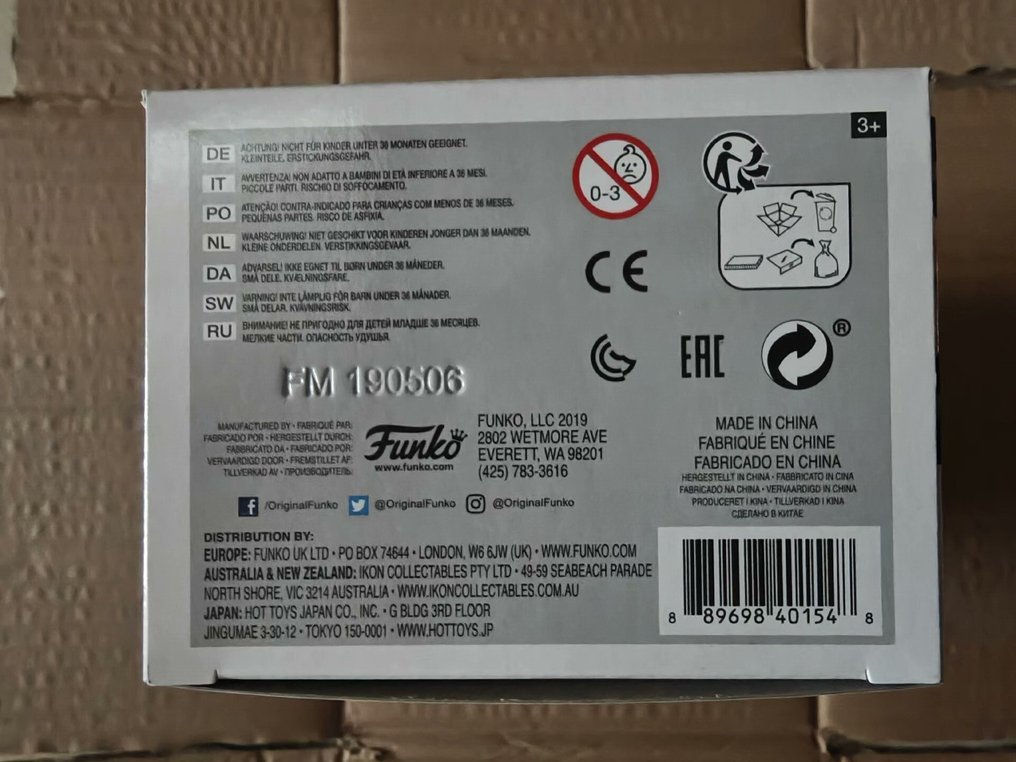 3+
DE ACHTUNG! NICHT FÜR KINDER UNTER 36 MONATEN GEEIGNET.
KLEINTEILE. ERSTICKUNGSGEFAHR.
IT AVVERTENZA! NON ADATTO A BAMBINI DI ETÀ INFERIORE A 36 MESI.
PICCOLE PARTI. RISCHIO DI SOFFOCAMENTO.
PO ATENÇÃO! CONTRA-INDICADO PARA CRIANÇAS COM MENOS DE 36 MESES.
PEQUENAS PARTES. RISCO DE ASFIXIA.
NL WAARSCHUWING! NIET GESCHIKT VOOR KINDEREN JONGER DAN 36 MAANDEN.
KLEINE ONDERDELEN. VERSTIKKINGSGEVAAR.
DA ADVARSEL! IKKE EGNET TIL BØRN UNDER 36 MÅNEDER.
SMÅ DELE. KVÆLNINGSFARE.
SW VARNING! INTE LÄMPLIG FÖR BARN UNDER 36 MÅNADER.
SMÅ DELAR. KVÄVNINGSRISK.
RU ВНИМАНИЕ! НЕ ПРИГОДНО ДЛЯ ДЕТЕЙ МЛАДШЕ 36 МЕСЯЦЕВ.
МЕЛКИЕ ЧАСТИ. ОПАСНОСТЬ УДУШЬЯ.
0-3
CE
EAC
®
FM 190506
MANUFACTURED BY • FABRIQUÉ PAR:
FABRICADO POR • HERGESTELLT DURCH:
FABBRICATO DA • FABRICADO POR:
VERVAARDIGD DOOR • FREMSTILLET AF:
TILLVERKAD AV • ПРОИЗВОДИТЕЛЬ:
Funko
www.funko.com
FUNKO, LLC 2019
2802 WETMORE AVE
EVERETT, WA 98201
(425) 783-3616
MADE IN CHINA
FABRIQUÉ EN CHINE
FABRICADO EN CHINA
HERGESTELLT IN CHINA • FABBRICATO IN CINA
FABRICADO NA CHINA • VERVAARDIGD IN CHINA
PRODUCERET I KINA • TILLVERKAD I KINA
СДЕЛАНО В КИТАЕ
f /OriginalFunko @OriginalFunko @OriginalFunko
DISTRIBUTION BY:
EUROPE: FUNKO UK LTD • PO BOX 74644 • LONDON, W6 6JW (UK) • WWW.FUNKO.COM
AUSTRALIA & NEW ZEALAND: IKON COLLECTABLES PTY LTD • 49-59 SEABEACH PARADE
NORTH SHORE, VIC 3214 AUSTRALIA • WWW.IKONCOLLECTABLES.COM.AU
JAPAN: HOT TOYS JAPAN CO., INC. • G BLDG 3RD FLOOR
JINGUMAE 3-30-12 • TOKYO 150-0001 • WWW.HOTTOYS.JP
8 89698 40154 8